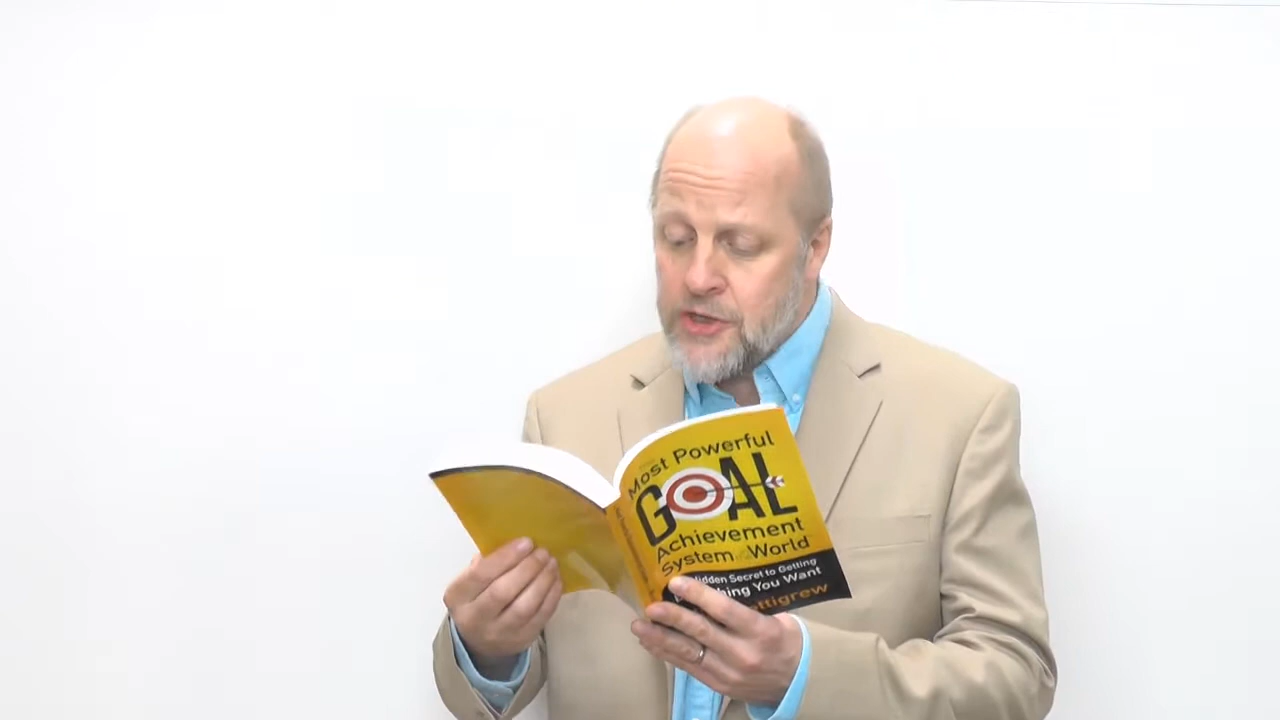 Most Powerful
GOAL
Achievement
System World
Secret to Getting
You Want